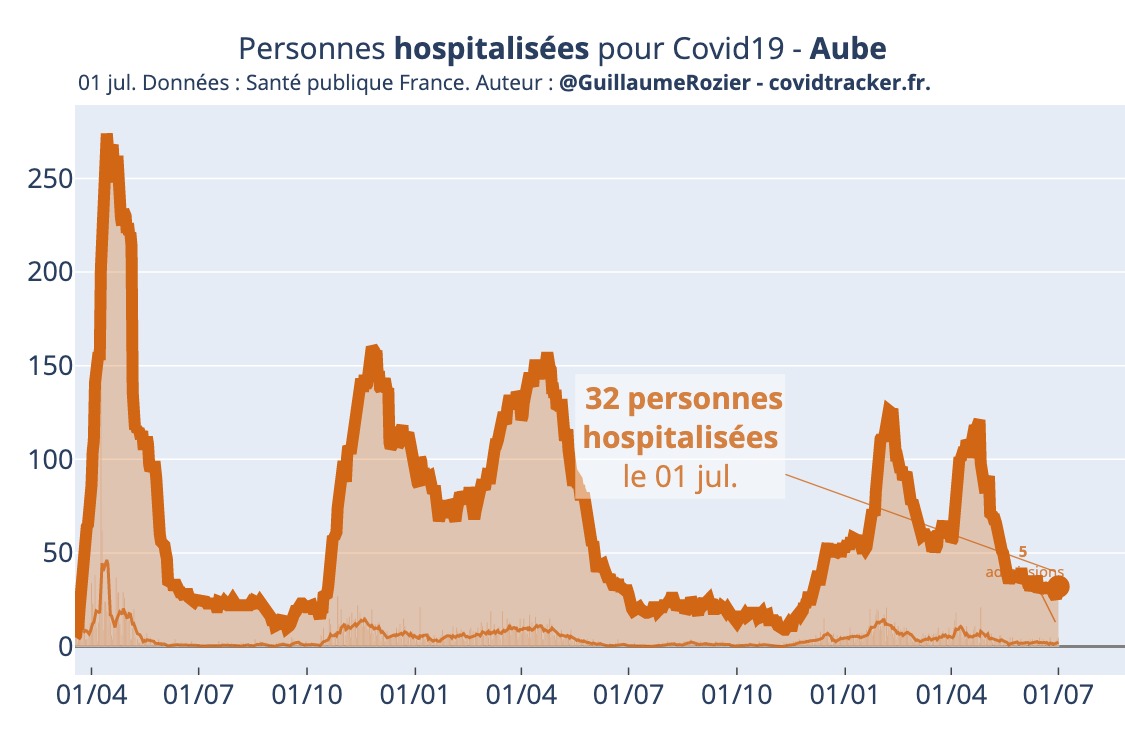 Personnes hospitalisées pour Covid19 - Aube
01 jul. Données : Santé publique France. Auteur : @GuillaumeRozier - covidtracker.fr.
250
200
150
100
50
0
32 personnes
hospitalisées
le 01 jul.
5
admissions
01/04 01/07 01/10 01/01 01/04 01/07 01/10 01/01 01/04 01/07